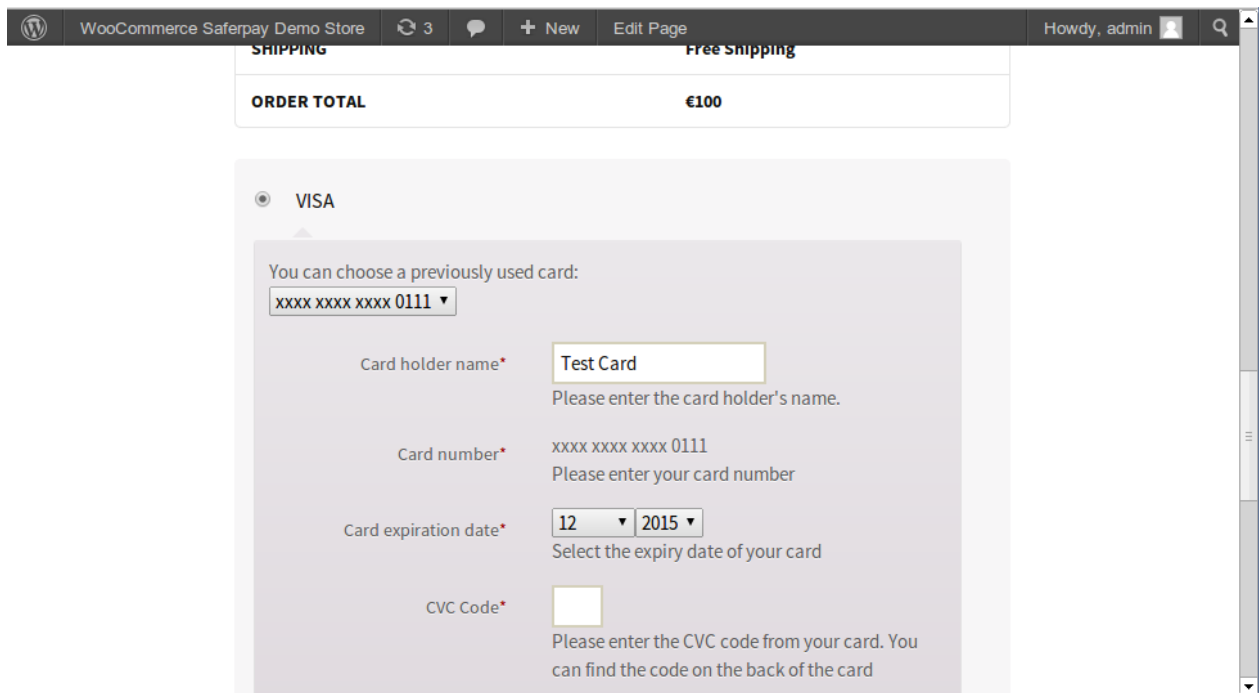 WooCommerce Saferpay Demo Store 3 + New Edit Page Howdy, admin
SHIPPING Free Shipping
ORDER TOTAL €100
VISA
You can choose a previously used card:
xxxx xxxx xxxx 0111
Card holder name* Test Card
Please enter the card holder's name.
Card number* xxxx xxxx xxxx 0111
Please enter your card number
Card expiration date* 12 2015
Select the expiry date of your card
CVC Code*
Please enter the CVC code from your card. You
can find the code on the back of the card